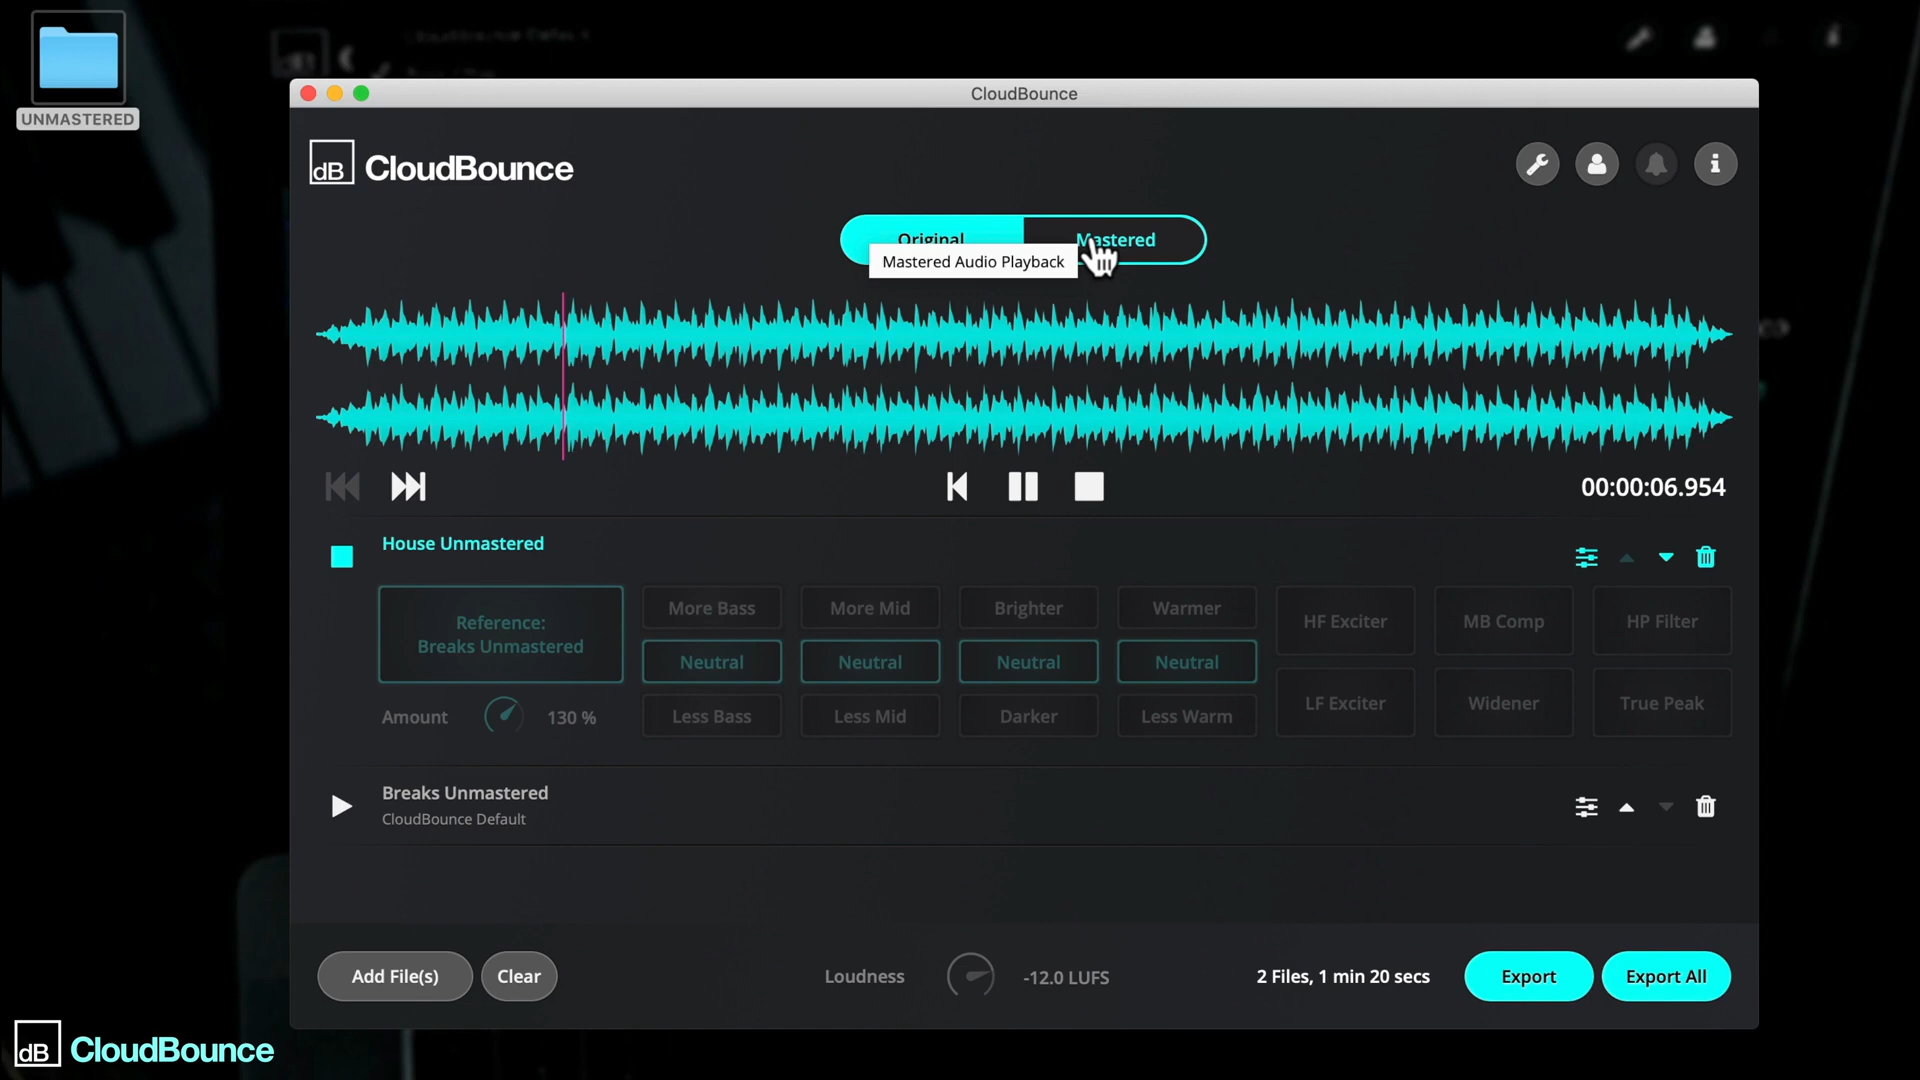 UNMASTERED
CloudBounce
dB CloudBounce
Original
Mastered
Mastered Audio Playback
00:00:06.954
House Unmastered
Reference:
Breaks Unmastered
Amount
130 %
More Bass
Neutral
Less Bass
More Mid
Neutral
Less Mid
Brighter
Neutral
Darker
Warmer
Neutral
Less Warm
HF Exciter
LF Exciter
MB Comp
Widener
HP Filter
True Peak
Breaks Unmastered
CloudBounce Default
Add File(s)
Clear
Loudness
-12.0 LUFS
2 Files, 1 min 20 secs
Export
Export All
dB CloudBounce